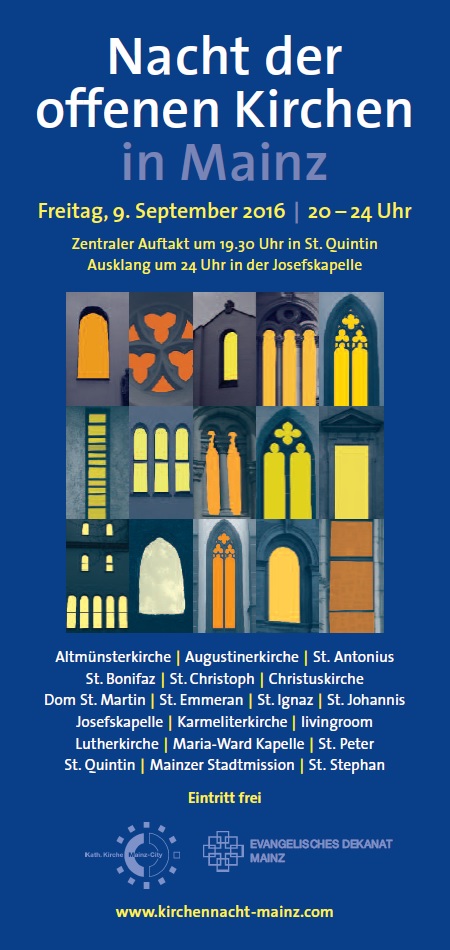 Nacht der
offenen Kirchen
in Mainz
Freitag, 9. September 2016 | 20 – 24 Uhr
Zentraler Auftakt um 19.30 Uhr in St. Quintin
Ausklang um 24 Uhr in der Josefskapelle
Altmünsterkirche | Augustinerkirche | St. Antonius
St. Bonifaz | St. Christoph | Christuskirche
Dom St. Martin | St. Emmeran | St. Ignaz | St. Johannis
Josefskapelle | Karmeliterkirche | livingroom
Lutherkirche | Maria-Ward Kapelle | St. Peter
St. Quintin | Mainzer Stadtmission | St. Stephan
Eintritt frei
Kath. Kirche Mainz-City
EVANGELISCHES DEKANAT
MAINZ
www.kirchennacht-mainz.com